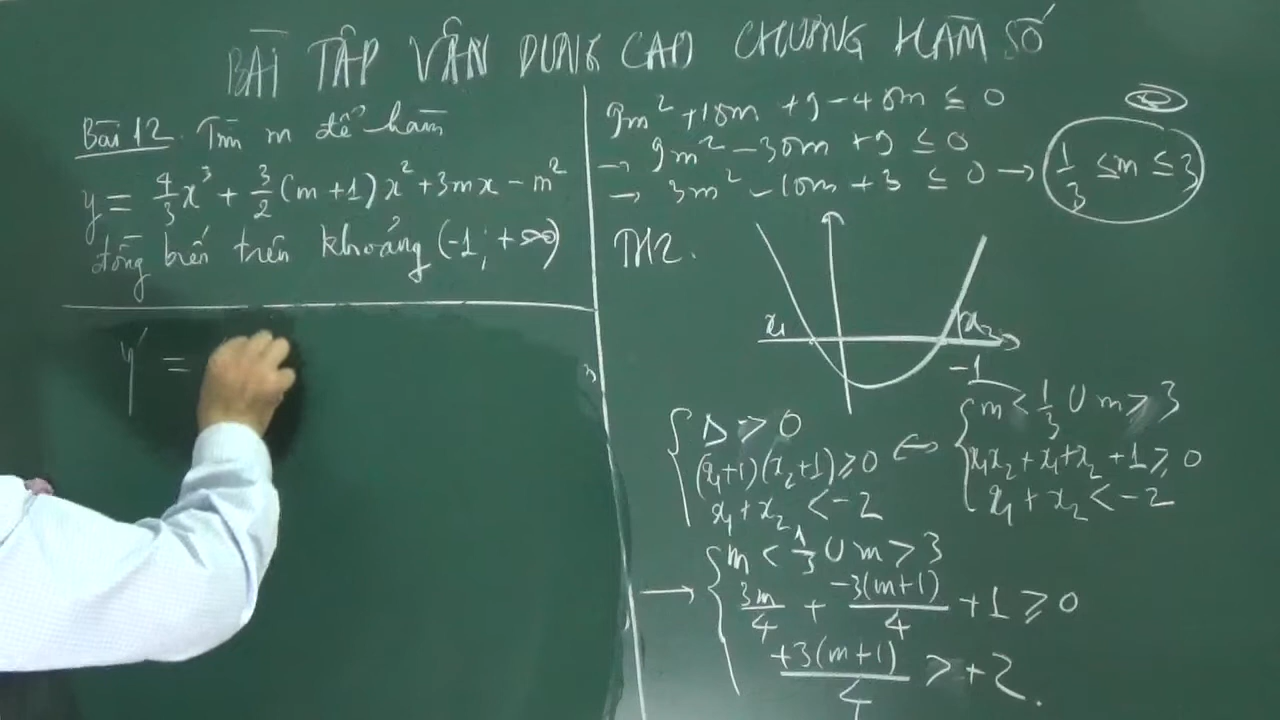 BÀI TẬP VẬN DỤNG CAO CHƯƠNG HÀM SỐ
Bài 12. Tìm m để hàm
y = 4/3 x³ + 3/2 (m+1)x² + 3mx − m²
đồng biến trên khoảng (-1; +∞)
y' =
9m² + 18m + 9 − 48m ≤ 0
→ 9m² − 30m + 9 ≤ 0
→ 3m² − 10m + 3 ≤ 0 → 1/3 ≤ m ≤ 3
TH2.
x₁ x₂
-1
{ Δ > 0 ⇔ { m < 1/3 ∪ m > 3
(x₁+1)(x₂+1) ≥ 0 x₁x₂ + x₁ + x₂ + 1 ≥ 0
x₁ + x₂ < −2 x₁ + x₂ < −2
→ { m < 1/3 ∪ m > 3
3m/4 + −3(m+1)/4 + 1 ≥ 0
+3(m+1)/4 > +2.